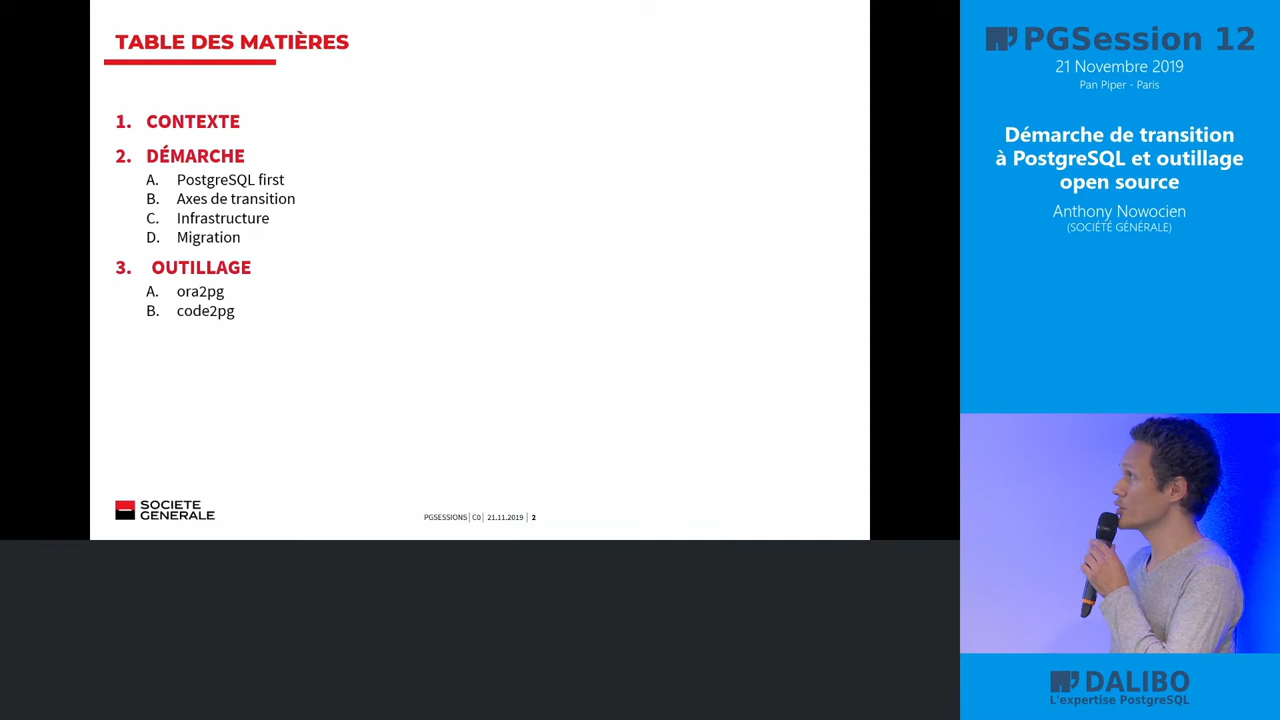 TABLE DES MATIÈRES
1. CONTEXTE
2. DÉMARCHE
A. PostgreSQL first
B. Axes de transition
C. Infrastructure
D. Migration
3. OUTILLAGE
A. ora2pg
B. code2pg
SOCIETE
GENERALE
PGSESSIONS | C0 | 21.11.2019 | 2
PGSession 12
21 Novembre 2019
Pan Piper - Paris
Démarche de transition
à PostgreSQL et outillage
open source
Anthony Nowocien
(SOCIÉTÉ GÉNÉRALE)
DALIBO
L'expertise PostgreSQL